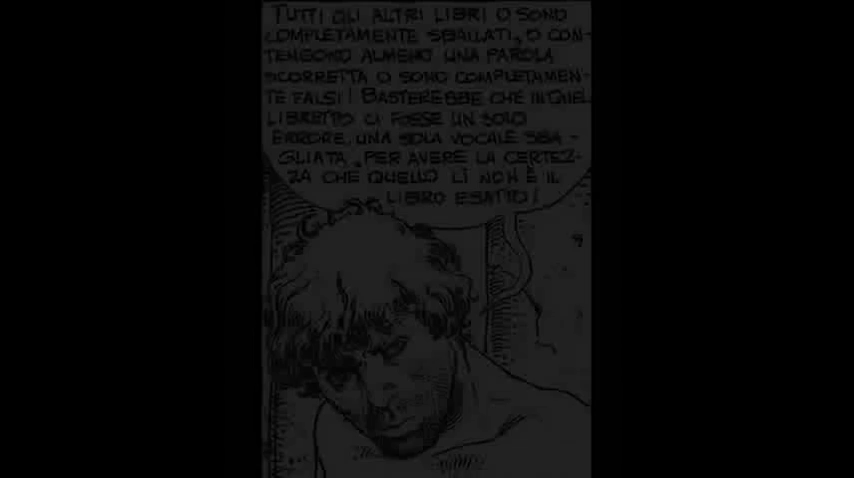 TUTTI GLI ALTRI LIBRI O SONO
COMPLETAMENTE SBALLATI, O CON-
TENGONO ALMENO UNA PAROLA
SCORRETTA O SONO COMPLETAMEN-
TE FALSI! BASTEREBBE CHE IN QUEL
LIBRETTO CI FOSSE UN SOLO
ERRORE, UNA SOLA VOCALE SBA-
GLIATA, PER AVERE LA CERTEZ-
ZA CHE QUELLO LÌ NON È IL
LIBRO ESATTO!